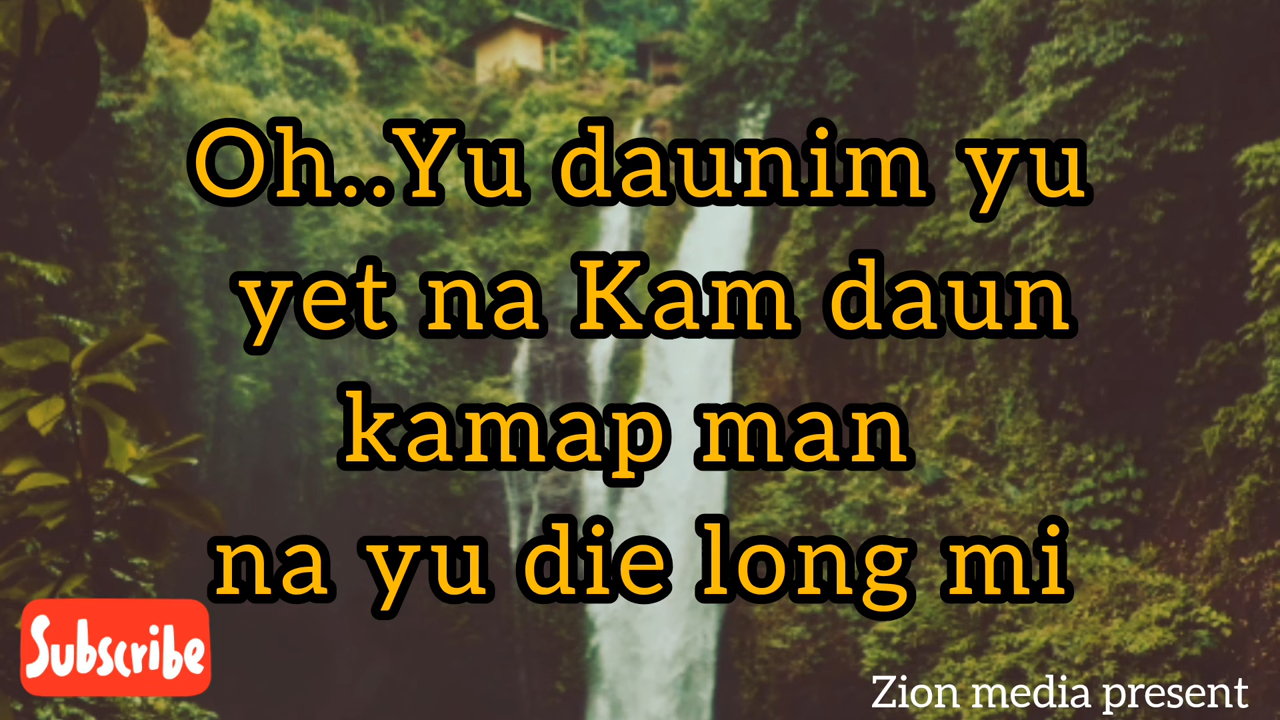 Oh..Yu daunim yu
yet na Kam daun
kamap man
na yu die long mi
Subscribe
Zion media present